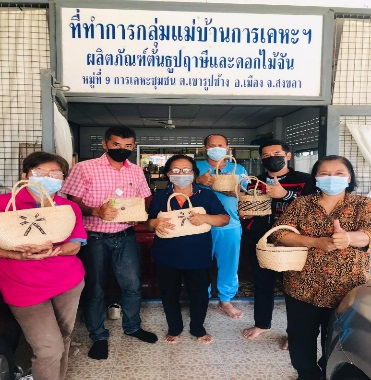 ที่ทำการกลุ่มแม่บ้านการเคหะฯ
ผลิตภัณฑ์ต้นธูปฤาษีและดอกไม้จัน
หมู่ที่ 9 การเคหะชุมชน ต.เขารูปช้าง อ.เมือง จ.สงขลา